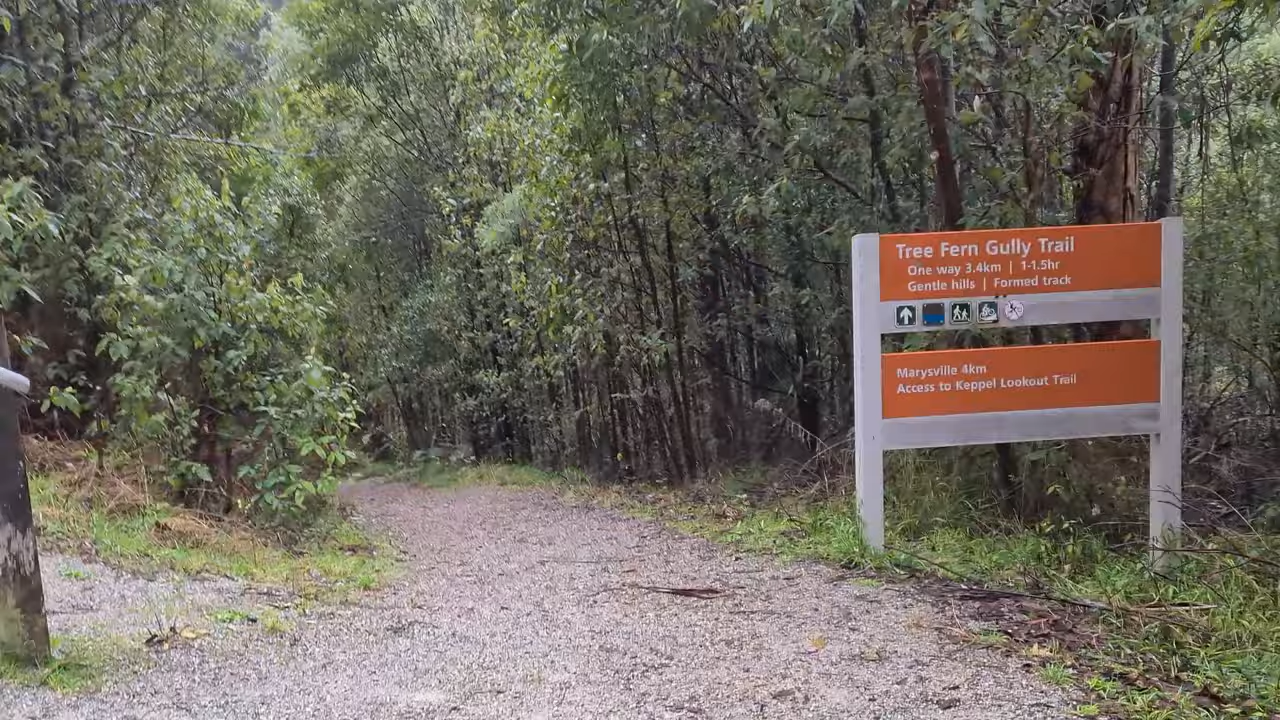 Tree Fern Gully Trail
One way 3.4km | 1-1.5hr
Gentle hills | Formed track
Marysville 4km
Access to Keppel Lookout Trail